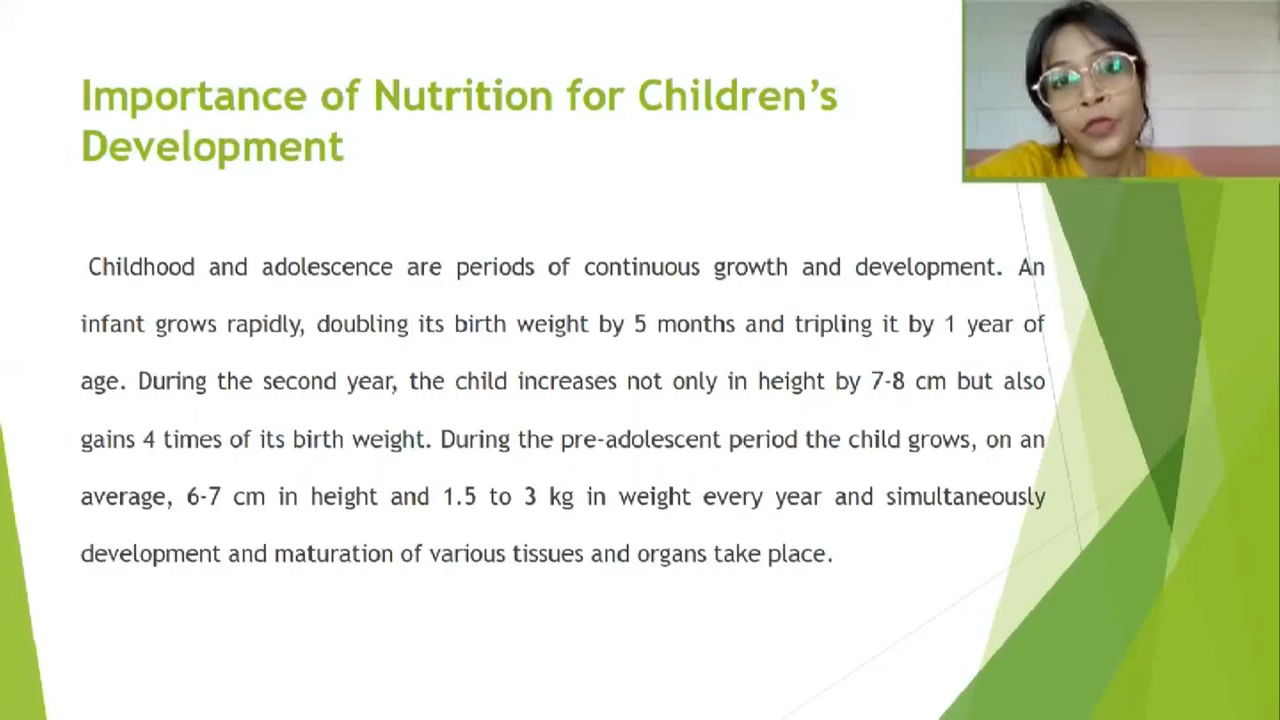 Importance of Nutrition for Children’s
Development
Childhood and adolescence are periods of continuous growth and development. An
infant grows rapidly, doubling its birth weight by 5 months and tripling it by 1 year of
age. During the second year, the child increases not only in height by 7-8 cm but also
gains 4 times of its birth weight. During the pre-adolescent period the child grows, on an
average, 6-7 cm in height and 1.5 to 3 kg in weight every year and simultaneously
development and maturation of various tissues and organs take place.